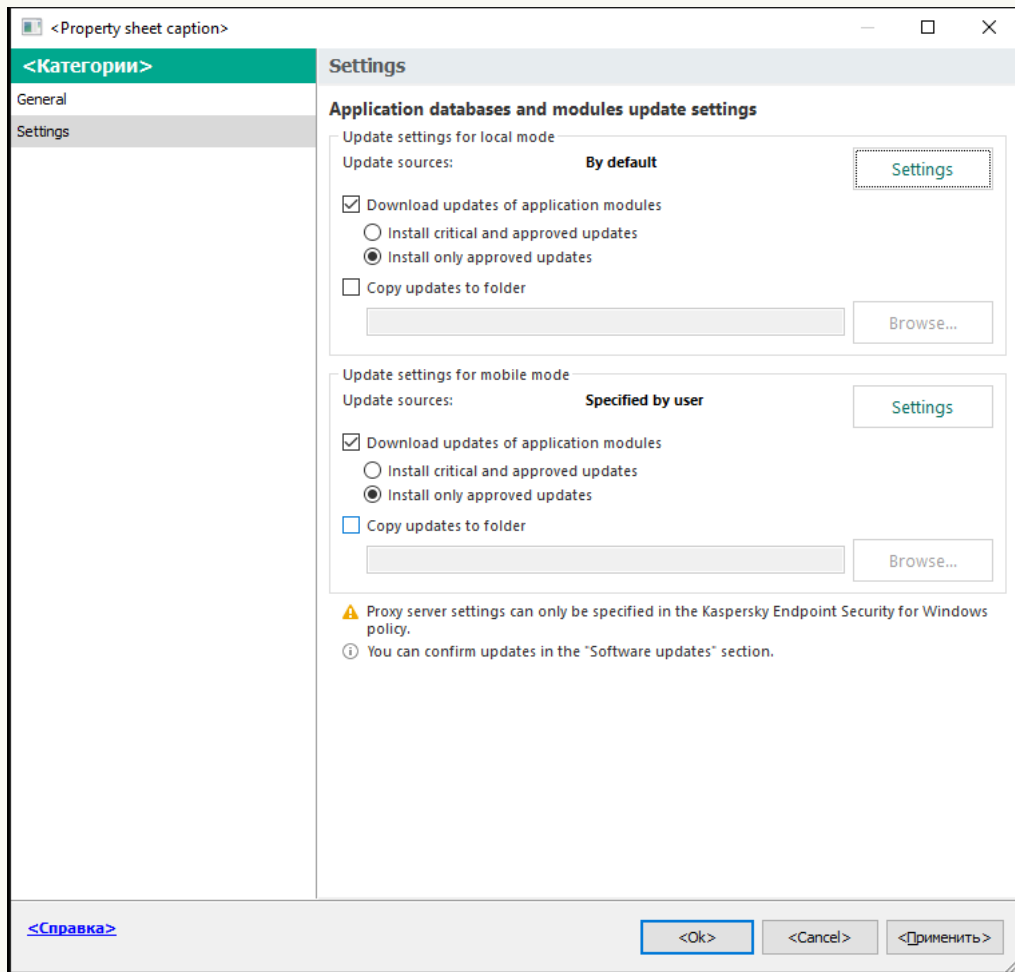 <Property sheet caption>
<Категории>
General
Settings
Settings
Application databases and modules update settings
Update settings for local mode
Update sources: By default Settings
Download updates of application modules
Install critical and approved updates
Install only approved updates
Copy updates to folder
Browse...
Update settings for mobile mode
Update sources: Specified by user Settings
Download updates of application modules
Install critical and approved updates
Install only approved updates
Copy updates to folder
Browse...
Proxy server settings can only be specified in the Kaspersky Endpoint Security for Windows
policy.
You can confirm updates in the "Software updates" section.
<Справка>
<Ok> <Cancel> <Применить>